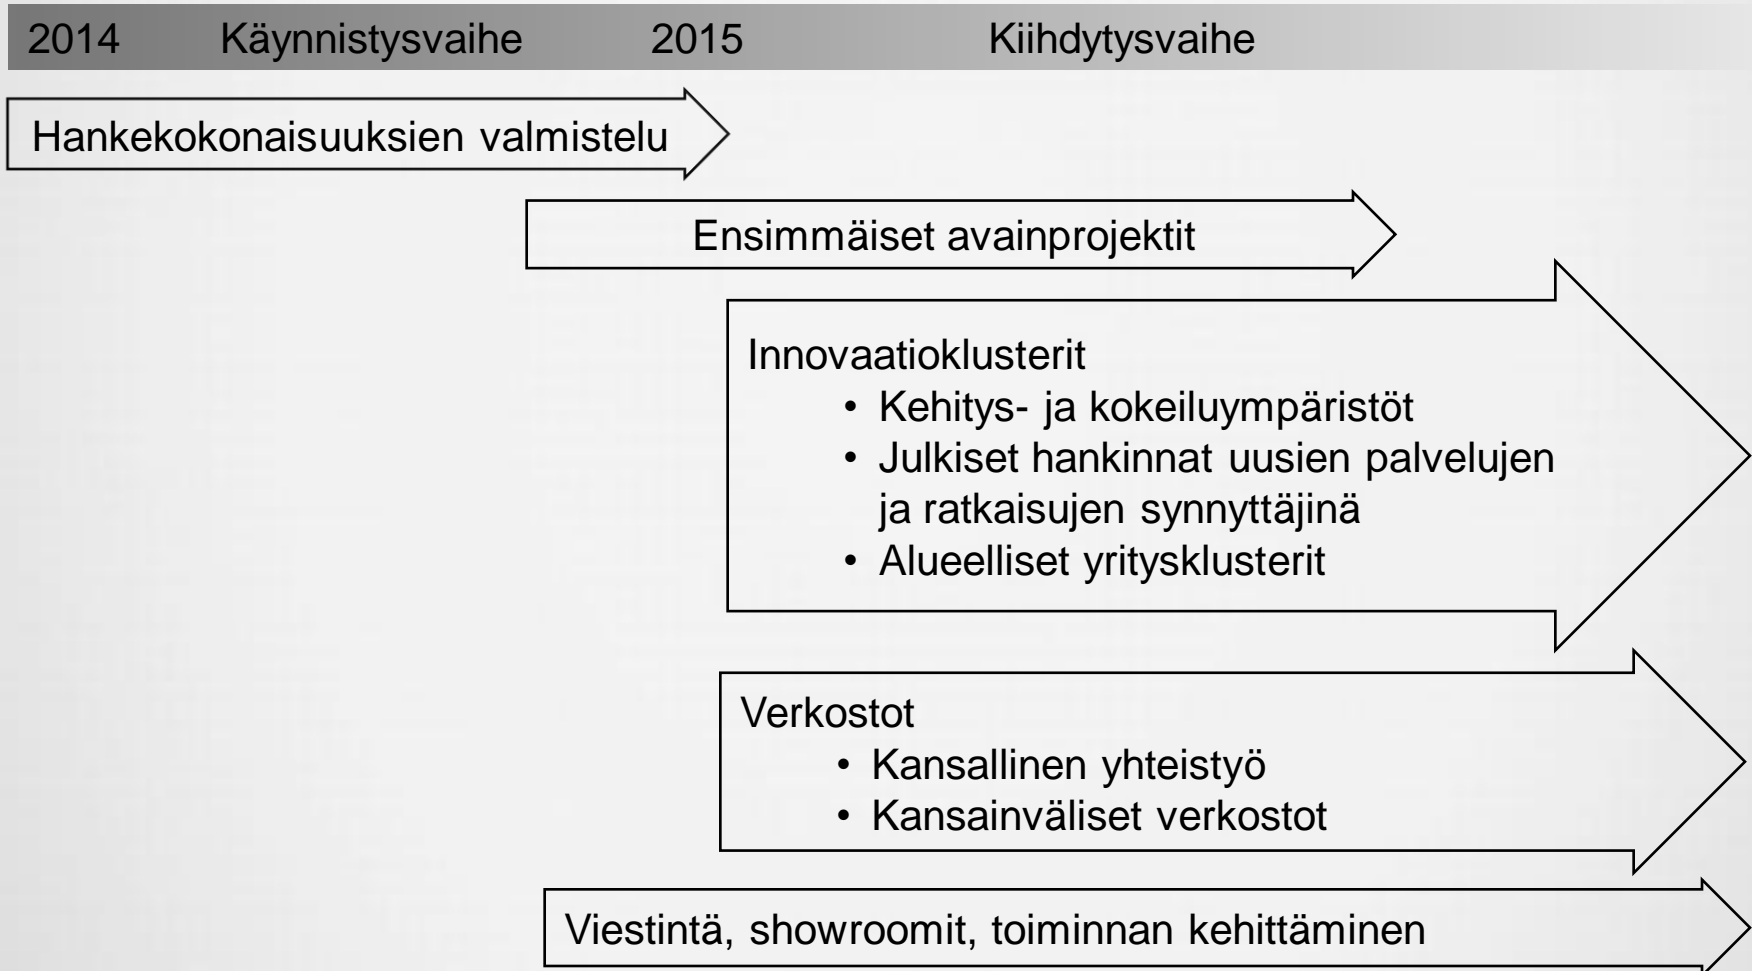 2014 Käynnistysvaihe 2015 Kiihdytysvaihe
Hankekokonaisuuksien valmistelu
Ensimmäiset avainprojektit
Innovaatioklusterit
• Kehitys- ja kokeiluympäristöt
• Julkiset hankinnat uusien palvelujen
ja ratkaisujen synnyttäjinä
• Alueelliset yritysklusterit
Verkostot
• Kansallinen yhteistyö
• Kansainväliset verkostot
Viestintä, showroomit, toiminnan kehittäminen